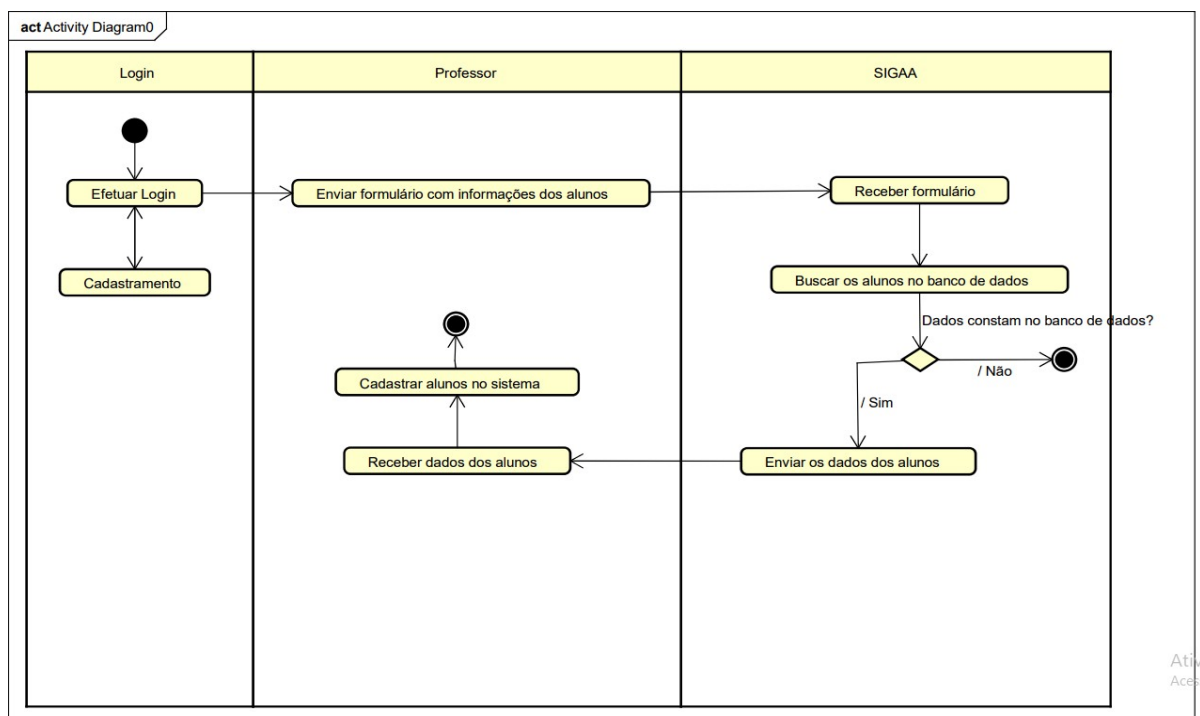 act Activity Diagram0
Login
Professor
SIGAA
Efetuar Login
Enviar formulário com informações dos alunos
Receber formulário
Cadastramento
Buscar os alunos no banco de dados
Dados constam no banco de dados?
/ Não
Cadastrar alunos no sistema
/ Sim
Receber dados dos alunos
Enviar os dados dos alunos